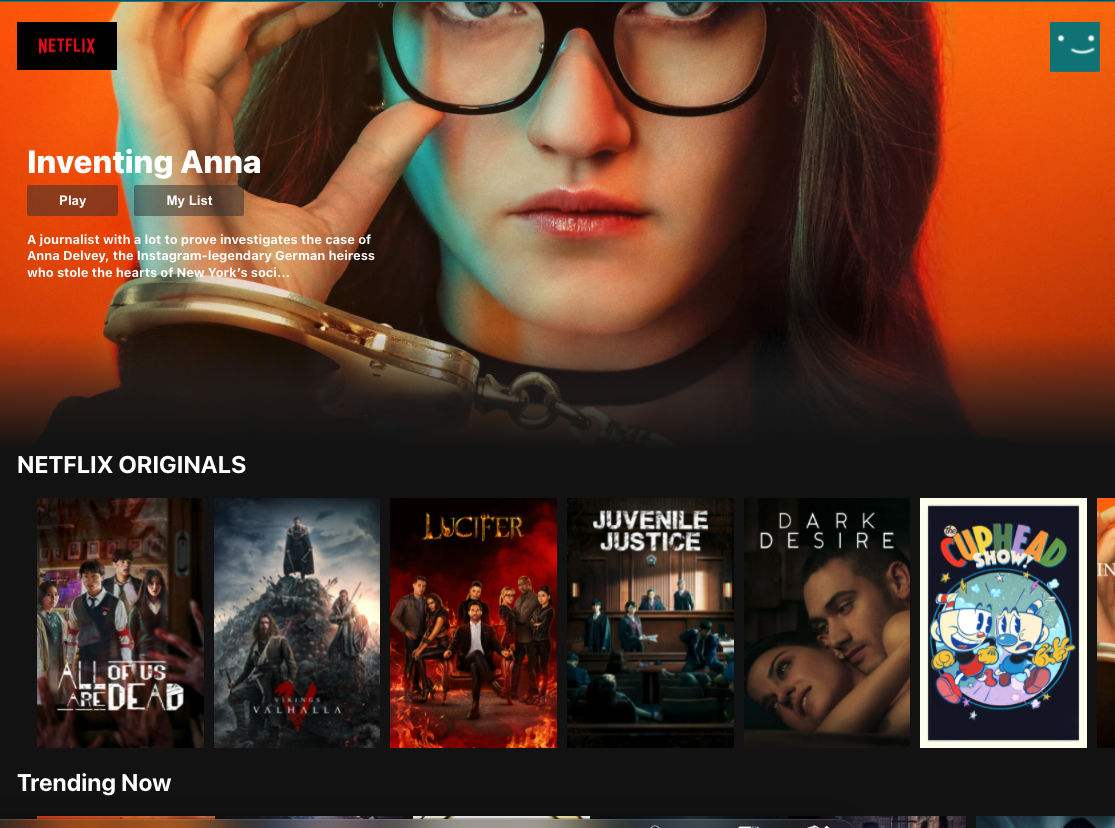 NETFLIX
Inventing Anna
Play
My List
A journalist with a lot to prove investigates the case of
Anna Delvey, the Instagram-legendary German heiress
who stole the hearts of New York's soci...
NETFLIX ORIGINALS
ALL OF US
ARE DEAD
VIKINGS
VALHALLA
LUCIFER
JUVENILE
JUSTICE
DARK
DESIRE
The
CUPHEAD
SHOW!
IN
Trending Now